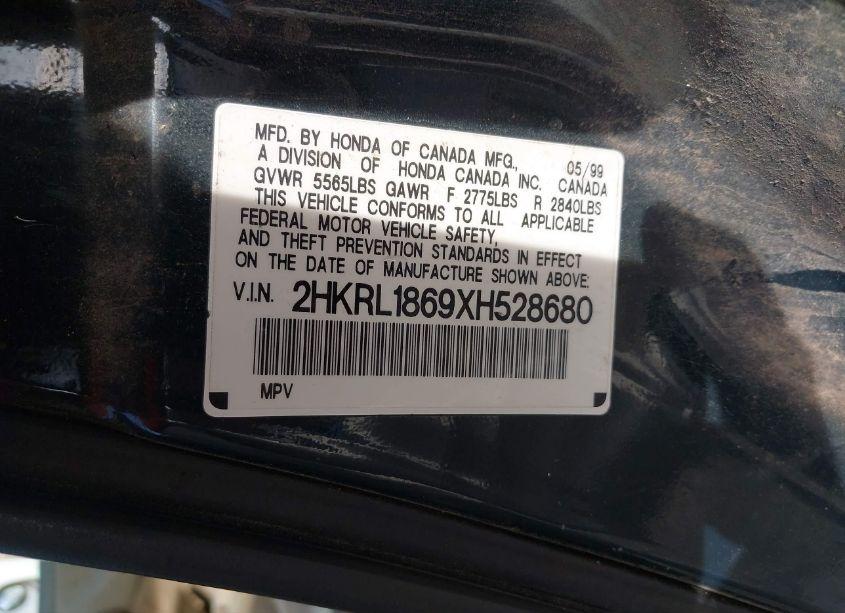 MFD. BY HONDA OF CANADA MFG., 05/99
A DIVISION OF HONDA CANADA INC. CANADA
GVWR 5565LBS GAWR F 2775LBS R 2840LBS
THIS VEHICLE CONFORMS TO ALL APPLICABLE
FEDERAL MOTOR VEHICLE SAFETY,
AND THEFT PREVENTION STANDARDS IN EFFECT
ON THE DATE OF MANUFACTURE SHOWN ABOVE:
V.I.N. 2HKRL1869XH528680
MPV